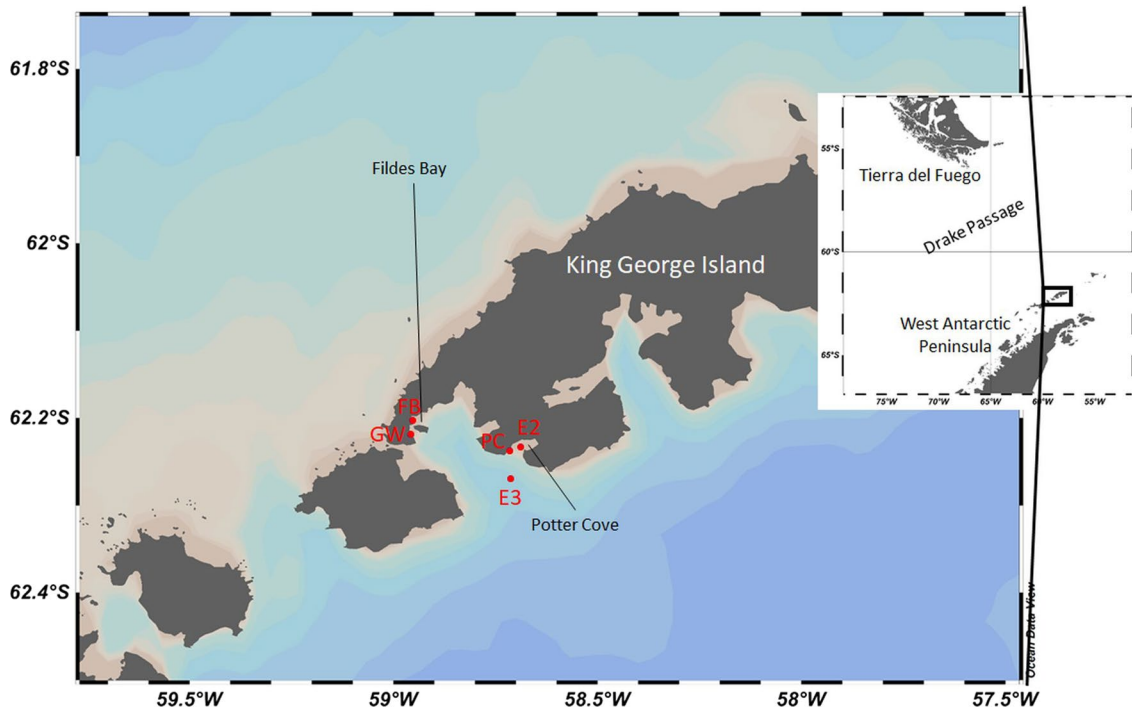 61.8°S
62°S
62.2°S
62.4°S
59.5°W
59°W
58.5°W
58°W
57.5°W
Fildes Bay
King George Island
FB
GW
PC
E2
E3
Potter Cove
Ocean Data View
55°S
60°S
65°S
75°W
70°W
65°W
60°W
55°W
Tierra del Fuego
Drake Passage
West Antarctic
Peninsula